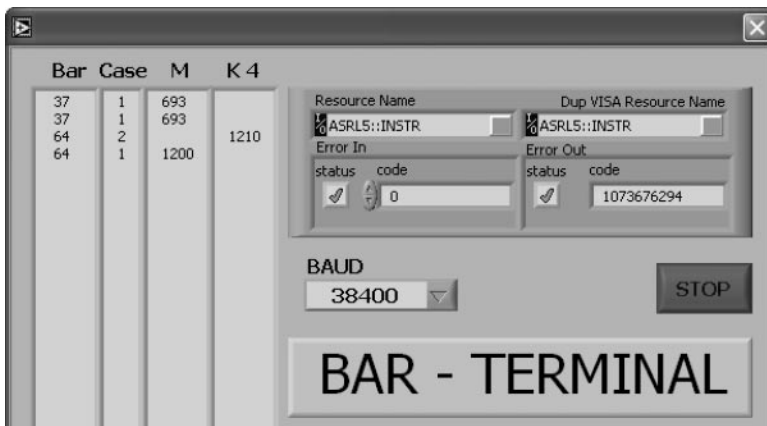 Bar Case M K 4
37 1 693
37 1 693
64 2 1210
64 1 1200
Resource Name Dup VISA Resource Name
I/O ASRL5::INSTR I/O ASRL5::INSTR
Error In Error Out
status code status code
0 1073676294
BAUD
38400
STOP
BAR - TERMINAL